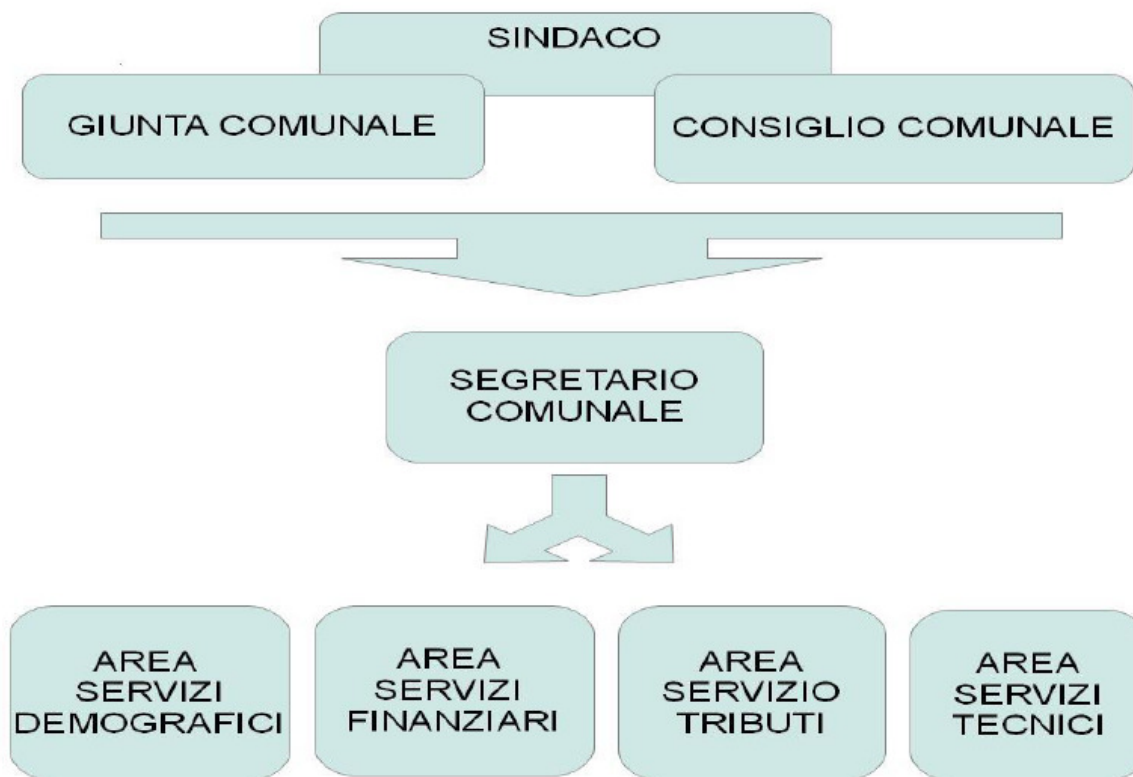 SINDACO
GIUNTA COMUNALE
CONSIGLIO COMUNALE
SEGRETARIO
COMUNALE
AREA
SERVIZI
DEMOGRAFICI
AREA
SERVIZI
FINANZIARI
AREA
SERVIZIO
TRIBUTI
AREA
SERVIZI
TECNICI